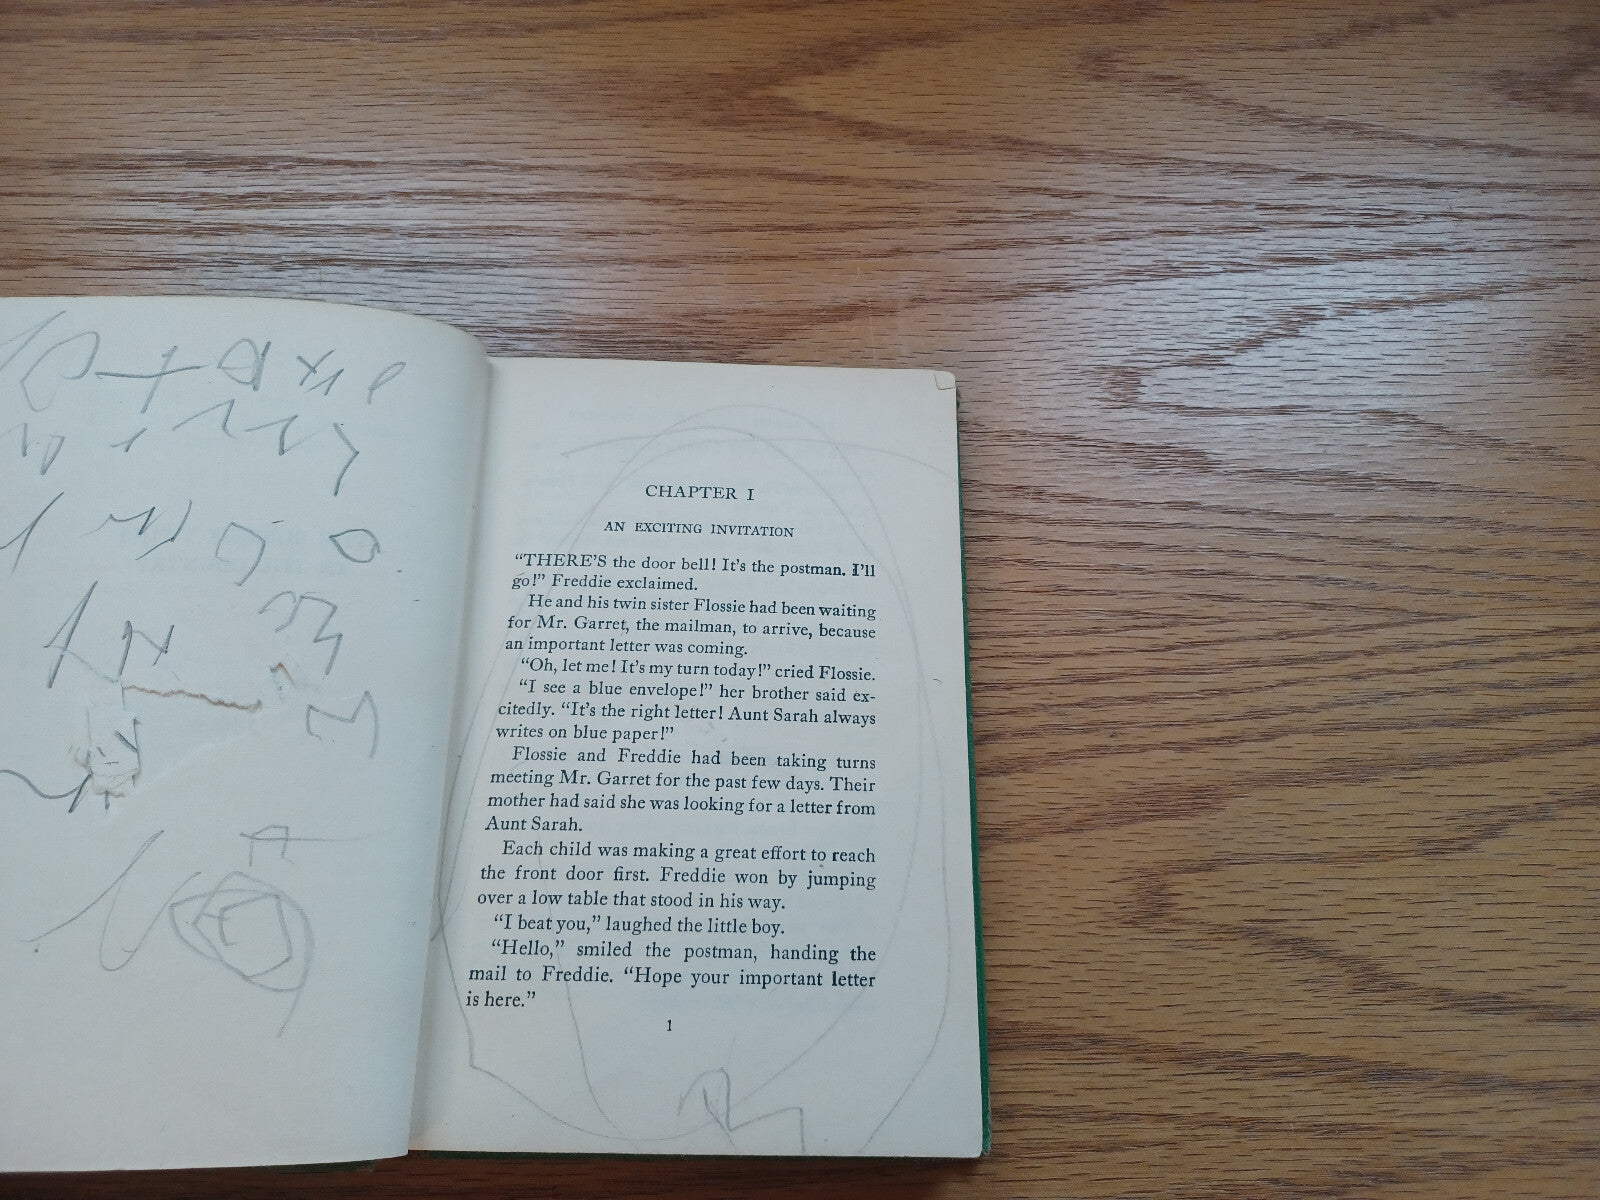 CHAPTER I
AN EXCITING INVITATION
“THERE’S the door bell! It’s the postman. I’ll
go!” Freddie exclaimed.
He and his twin sister Flossie had been waiting
for Mr. Garret, the mailman, to arrive, because
an important letter was coming.
“Oh, let me! It’s my turn today!” cried Flossie.
“I see a blue envelope!” her brother said ex-
citedly. “It’s the right letter! Aunt Sarah always
writes on blue paper!”
Flossie and Freddie had been taking turns
meeting Mr. Garret for the past few days. Their
mother had said she was looking for a letter from
Aunt Sarah.
Each child was making a great effort to reach
the front door first. Freddie won by jumping
over a low table that stood in his way.
“I beat you,” laughed the little boy.
“Hello,” smiled the postman, handing the
mail to Freddie. “Hope your important letter
is here.”
1